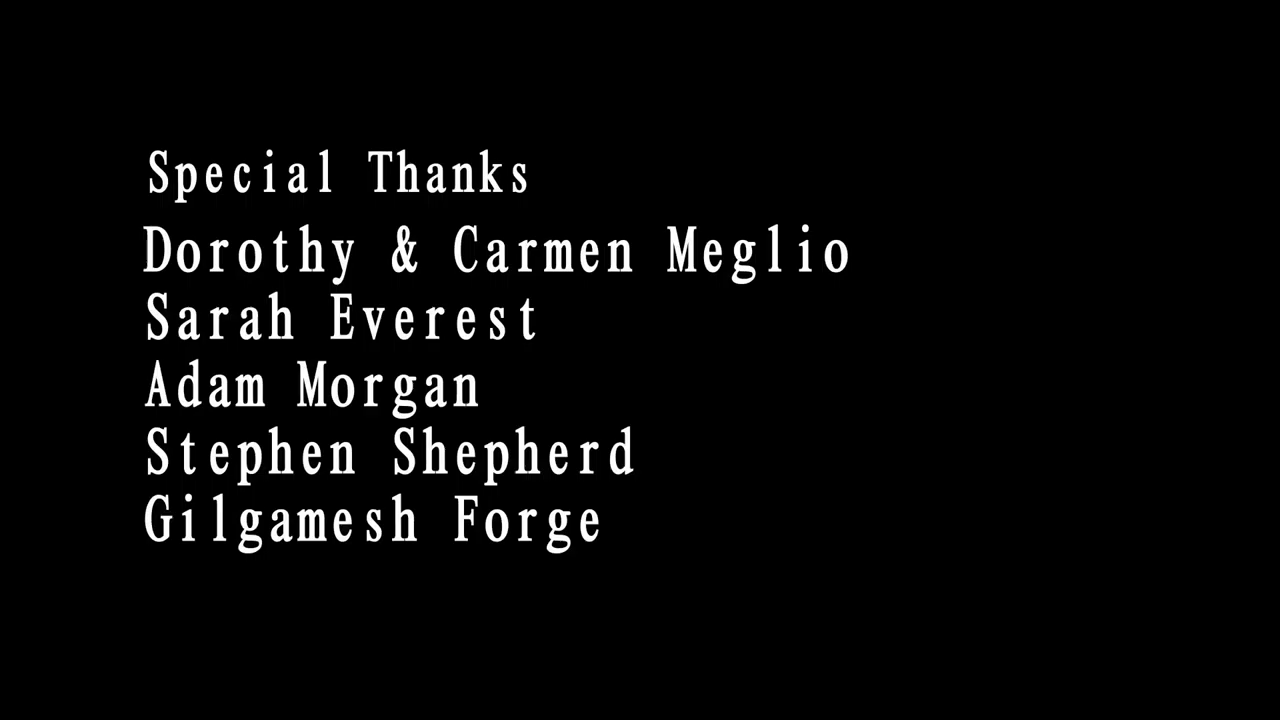 Special Thanks
Dorothy & Carmen Meglio
Sarah Everest
Adam Morgan
Stephen Shepherd
Gilgamesh Forge